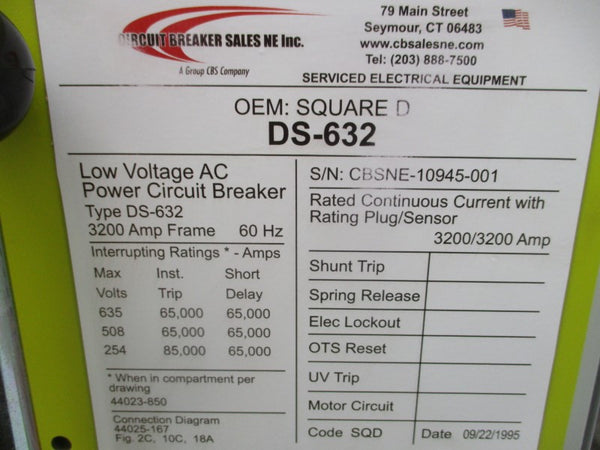 CIRCUIT BREAKER SALES NE Inc.
A Group CBS Company
79 Main Street
Seymour, CT 06483
www.cbsalesne.com
Tel: (203) 888-7500
SERVICED ELECTRICAL EQUIPMENT
OEM: SQUARE D
DS-632
Low Voltage AC
Power Circuit Breaker
Type DS-632
3200 Amp Frame 60 Hz
Interrupting Ratings * - Amps
Max Inst. Short
Volts Trip Delay
635 65,000 65,000
508 65,000 65,000
254 85,000 65,000
* When in compartment per
drawing
44023-850
Connection Diagram
44025-167
Fig. 2C, 10C, 18A
S/N: CBSNE-10945-001
Rated Continuous Current with
Rating Plug/Sensor
3200/3200 Amp
Shunt Trip
Spring Release
Elec Lockout
OTS Reset
UV Trip
Motor Circuit
Code SQD Date 09/22/1995